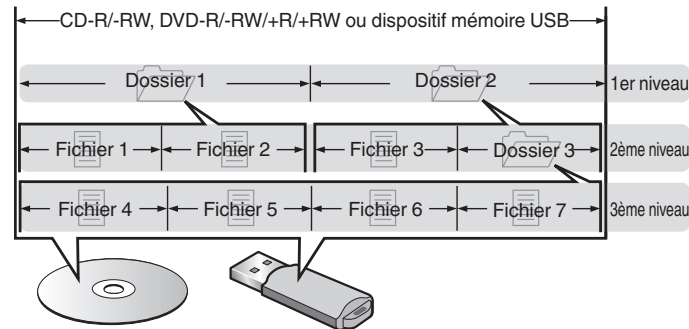 CD-R/-RW, DVD-R/-RW/+R/+RW ou dispositif mémoire USB
Dossier 1 Dossier 2 1er niveau
Fichier 1 Fichier 2 Fichier 3 Dossier 3 2ème niveau
Fichier 4 Fichier 5 Fichier 6 Fichier 7 3ème niveau